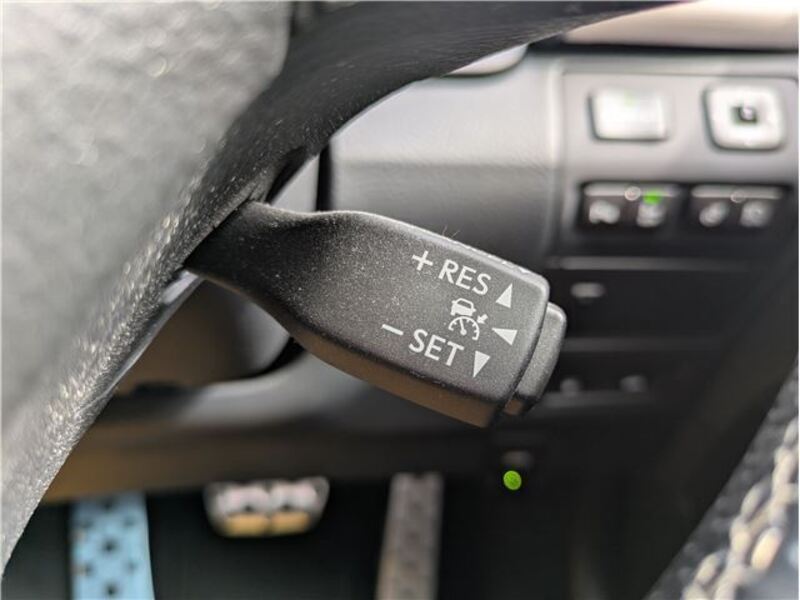 + RES
− SET